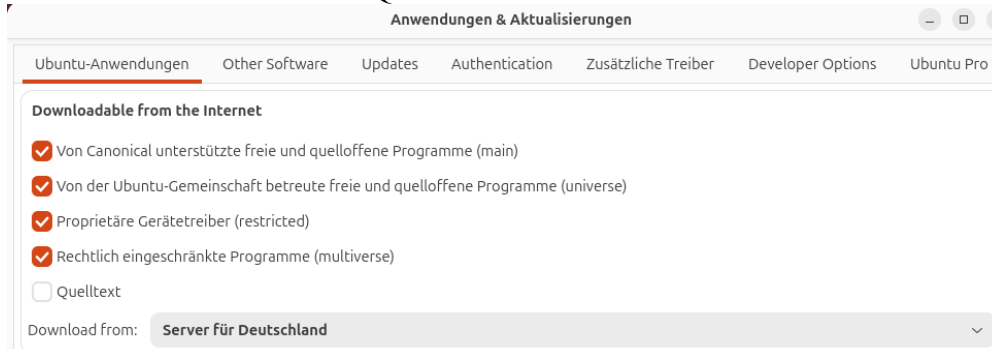 Anwendungen & Aktualisierungen
Ubuntu-Anwendungen Other Software Updates Authentication Zusätzliche Treiber Developer Options Ubuntu Pro
Downloadable from the Internet
Von Canonical unterstützte freie und quelloffene Programme (main)
Von der Ubuntu-Gemeinschaft betreute freie und quelloffene Programme (universe)
Proprietäre Gerätetreiber (restricted)
Rechtlich eingeschränkte Programme (multiverse)
Quelltext
Download from: Server für Deutschland